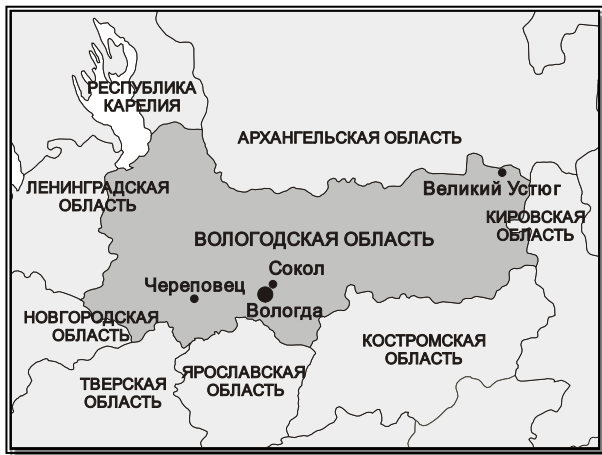 РЕСПУБЛИКА
КАРЕЛИЯ
АРХАНГЕЛЬСКАЯ ОБЛАСТЬ
ЛЕНИНГРАДСКАЯ
ОБЛАСТЬ
Великий Устюг
КИРОВСКАЯ
ОБЛАСТЬ
ВОЛОГОДСКАЯ ОБЛАСТЬ
Сокол
Череповец
Вологда
НОВГОРОДСКАЯ
ОБЛАСТЬ
КОСТРОМСКАЯ
ОБЛАСТЬ
ТВЕРСКАЯ
ОБЛАСТЬ
ЯРОСЛАВСКАЯ
ОБЛАСТЬ